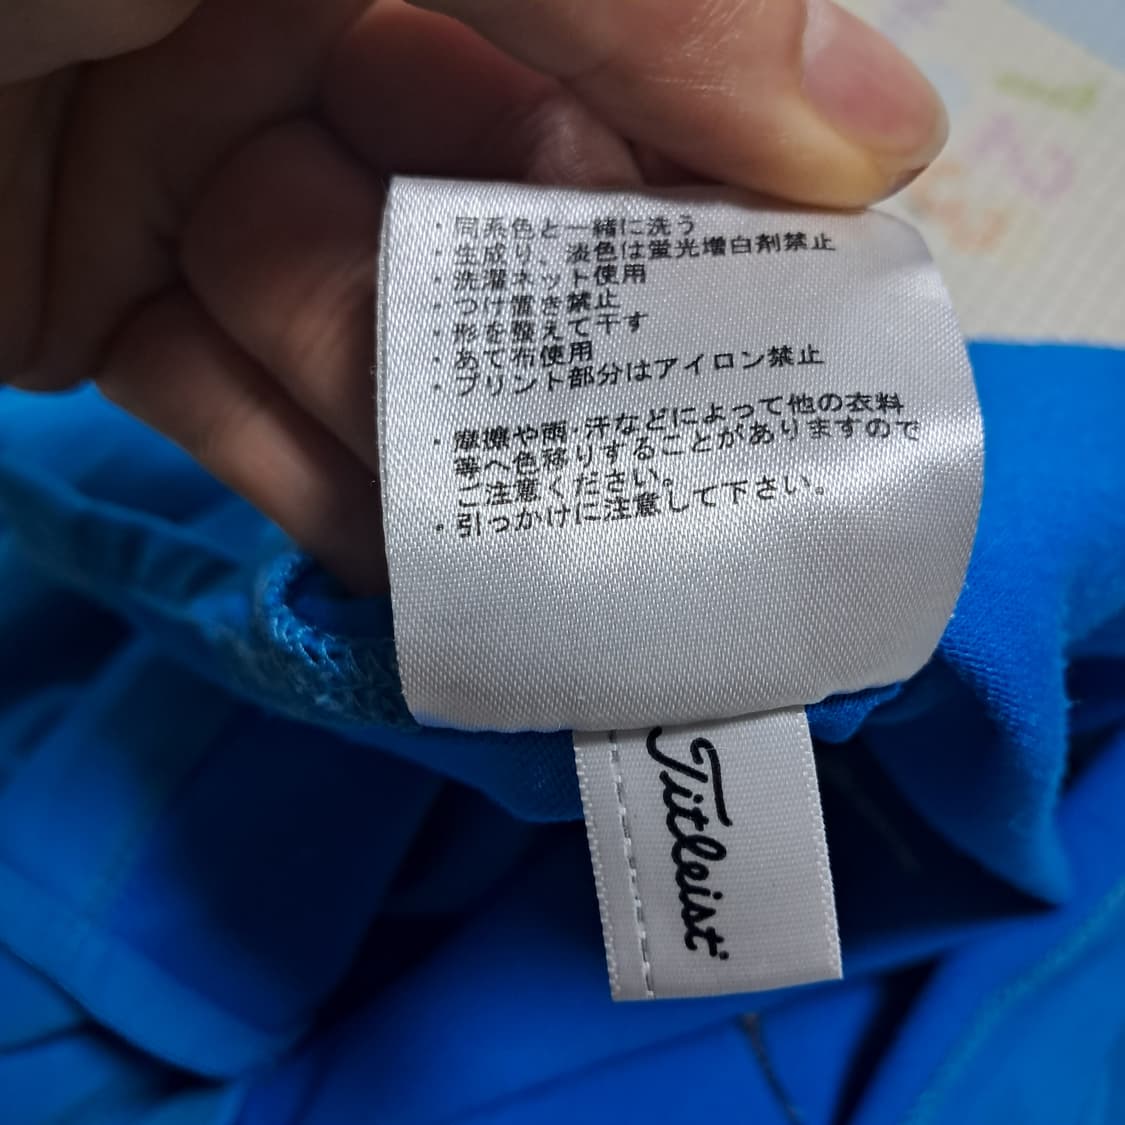 ・同系色と一緒に洗う
・生成り、淡色は蛍光増白剤禁止
・洗濯ネット使用
・つけ置き禁止
・形を整えて干す
・あて布使用
・プリント部分はアイロン禁止
・摩擦や雨・汗などによって他の衣料
等へ色移りすることがありますので
ご注意ください。
・引っかけに注意して下さい。
Titleist